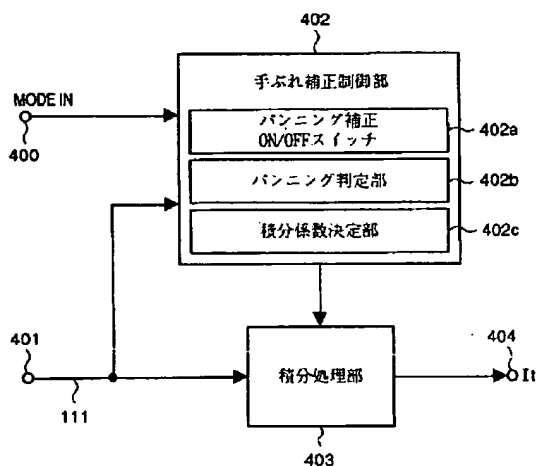 402
手ぶれ補正制御部
MODE IN
400
パンニング補正
ON/OFFスイッチ
402a
パンニング判定部
402b
積分係数決定部
402c
401
111
積分処理部
403
404
It